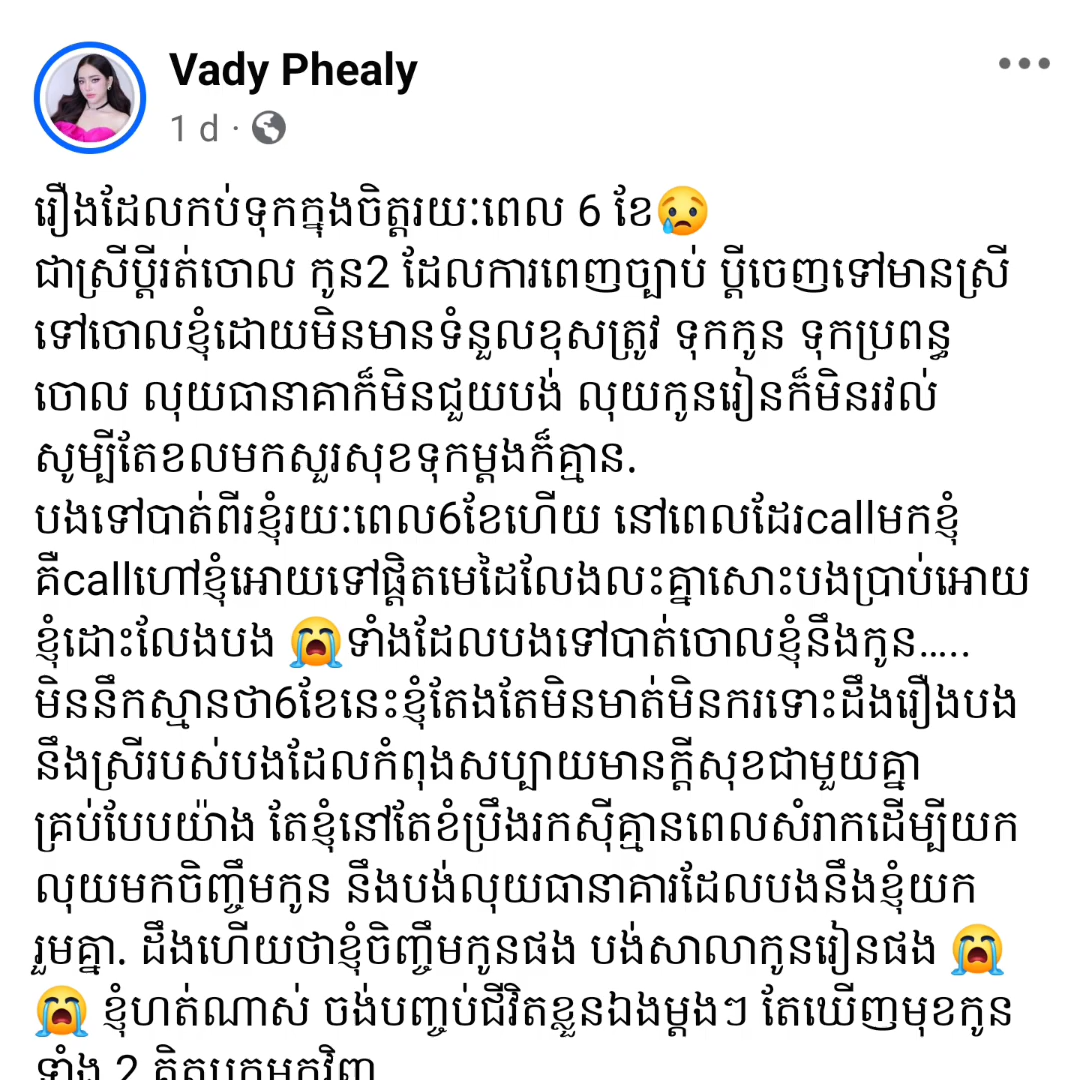 Vady Phealy
1 d ·
រឿងដែលកប់ទុកក្នុងចិត្តរយៈពេល 6 ខែ😥
ជាស្រីប្តីរត់ចោល កូន2 ដែលការពេញច្បាប់ ប្តីចេញទៅមានស្រី
ទៅចោលខ្ញុំដោយមិនមានទំនួលខុសត្រូវ ទុកកូន ទុកប្រពន្ធ
ចោល លុយធានាគាក៏មិនជួយបង់ លុយកូនរៀនក៏មិនរវល់
សូម្បីតែខលមកសួរសុខទុកម្តងក៏គ្មាន.
បងទៅបាត់ពីរខ្ញុំរយៈពេល6ខែហើយ នៅពេលដែរcallមកខ្ញុំ
គឺcallហៅខ្ញុំអោយទៅផ្តិតមេដៃលែងលះគ្នាសោះបងប្រាប់អោយ
ខ្ញុំដោះលែងបង 😭ទាំងដែលបងទៅបាត់ចោលខ្ញុំនឹងកូន.....
មិននឹកស្មានថា6ខែនេះខ្ញុំតែងតែមិនមាត់មិនករទោះដឹងរឿងបង
នឹងស្រីរបស់បងដែលកំពុងសប្បាយមានក្តីសុខជាមួយគ្នា
គ្រប់បែបយ៉ាង តែខ្ញុំនៅតែខំប្រឹងរកស៊ីគ្មានពេលសំរាកដើម្បីយក
លុយមកចិញ្ចឹមកូន នឹងបង់លុយធានាគារដែលបងនឹងខ្ញុំយក
រួមគ្នា. ដឹងហើយថាខ្ញុំចិញ្ចឹមកូនផង បង់សាលាកូនរៀនផង 😭
😭 ខ្ញុំហត់ណាស់ ចង់បញ្ចប់ជីវិតខ្លួនឯងម្តងៗ តែឃើញមុខកូន
ទាំង 2 គិតបកមកវិញ